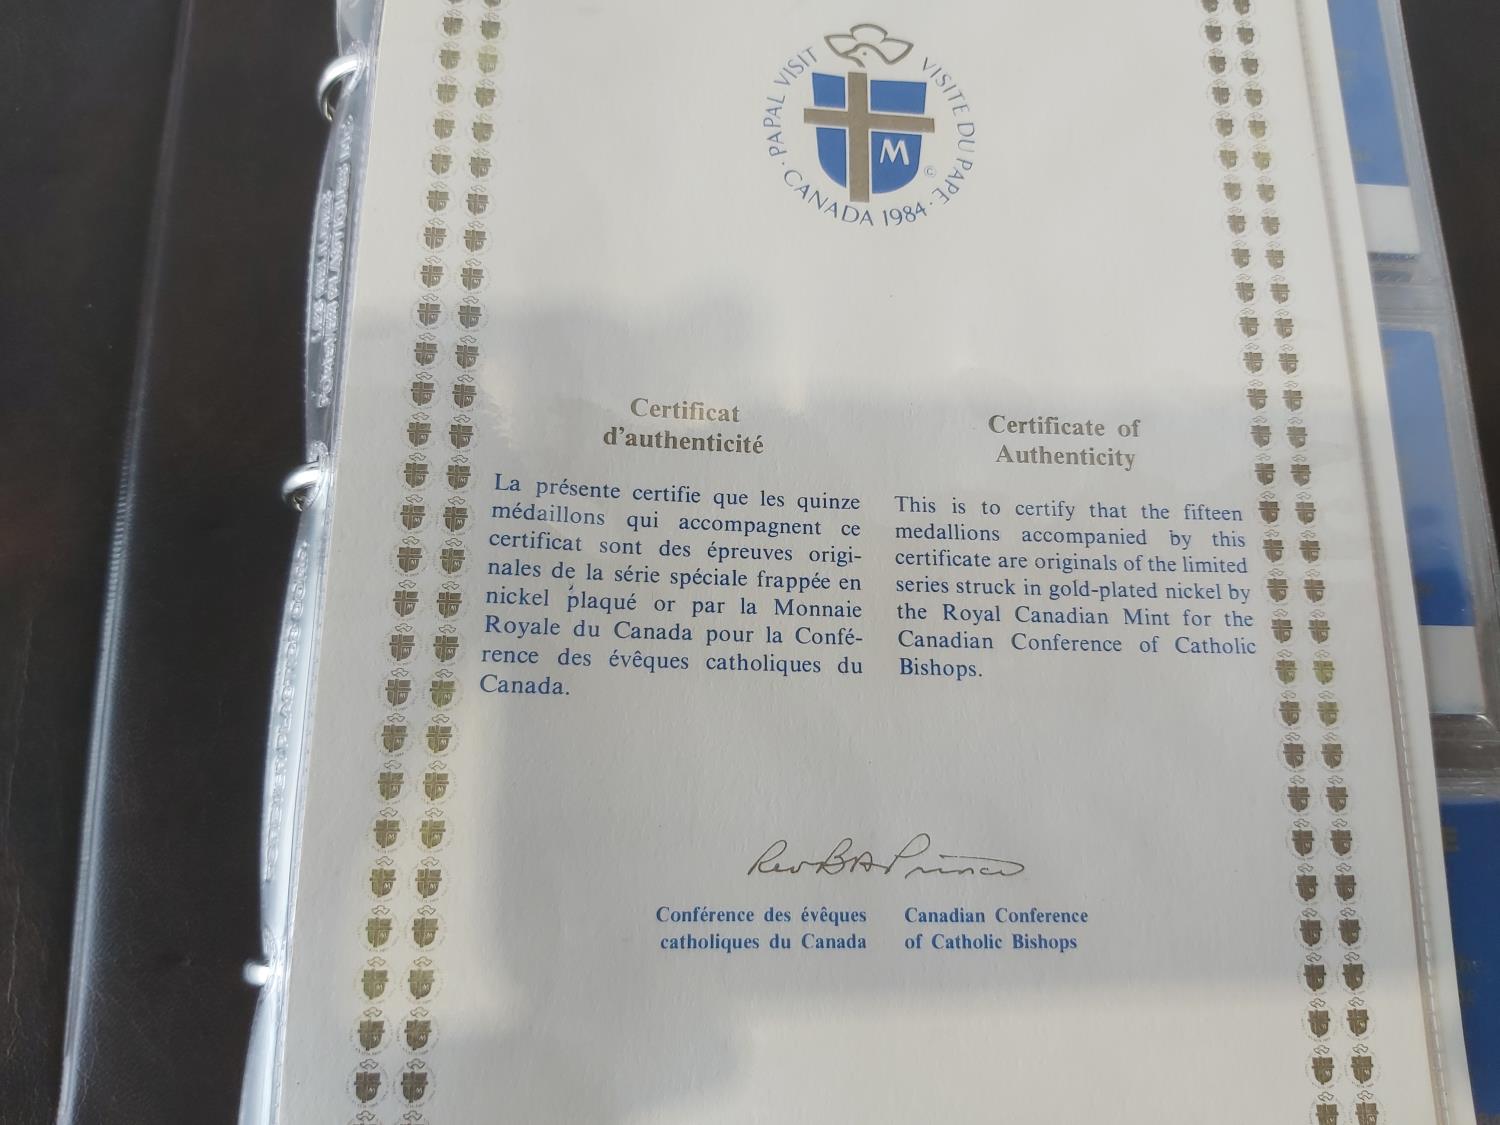 PAPAL VISIT · VISITE DU PAPE · CANADA 1984 ·
M
©
Certificat
d'authenticité
La présente certifie que les quinze
médaillons qui accompagnent ce
certificat sont des épreuves origi-
nales de la série spéciale frappée en
nickel plaqué or par la Monnaie
Royale du Canada pour la Confé-
rence des évêques catholiques du
Canada.
Certificate of
Authenticity
This is to certify that the fifteen
medallions accompanied by this
certificate are originals of the limited
series struck in gold-plated nickel by
the Royal Canadian Mint for the
Canadian Conference of Catholic
Bishops.
Rev B A Prince
Conférence des évêques
catholiques du Canada
Canadian Conference
of Catholic Bishops